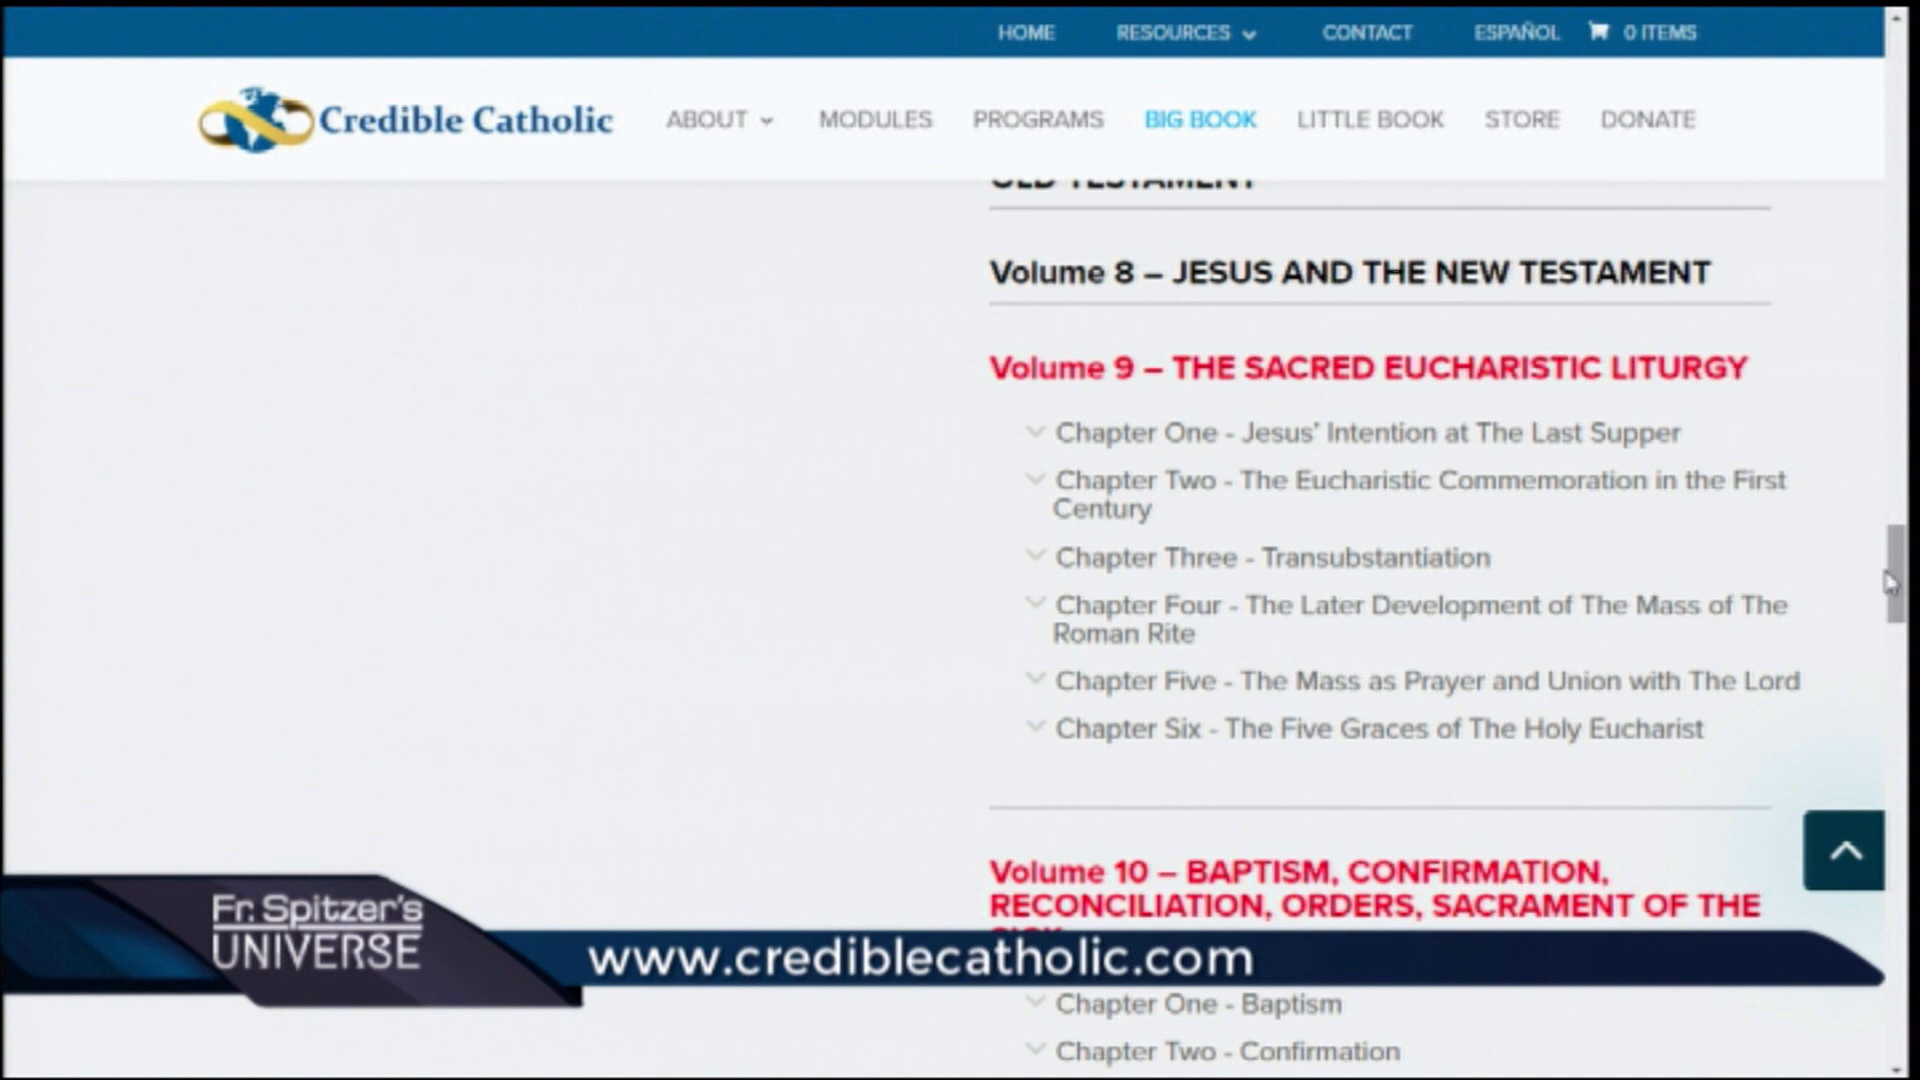 HOME RESOURCES CONTACT ESPAÑOL 0 ITEMS
Credible Catholic ABOUT MODULES PROGRAMS BIG BOOK LITTLE BOOK STORE DONATE
OLD TESTAMENT
Volume 8 – JESUS AND THE NEW TESTAMENT
Volume 9 – THE SACRED EUCHARISTIC LITURGY
Chapter One - Jesus’ Intention at The Last Supper
Chapter Two - The Eucharistic Commemoration in the First
Century
Chapter Three - Transubstantiation
Chapter Four - The Later Development of The Mass of The
Roman Rite
Chapter Five - The Mass as Prayer and Union with The Lord
Chapter Six - The Five Graces of The Holy Eucharist
Volume 10 – BAPTISM, CONFIRMATION,
RECONCILIATION, ORDERS, SACRAMENT OF THE
Fr. Spitzer's
UNIVERSE
www.crediblecatholic.com
Chapter One - Baptism
Chapter Two - Confirmation